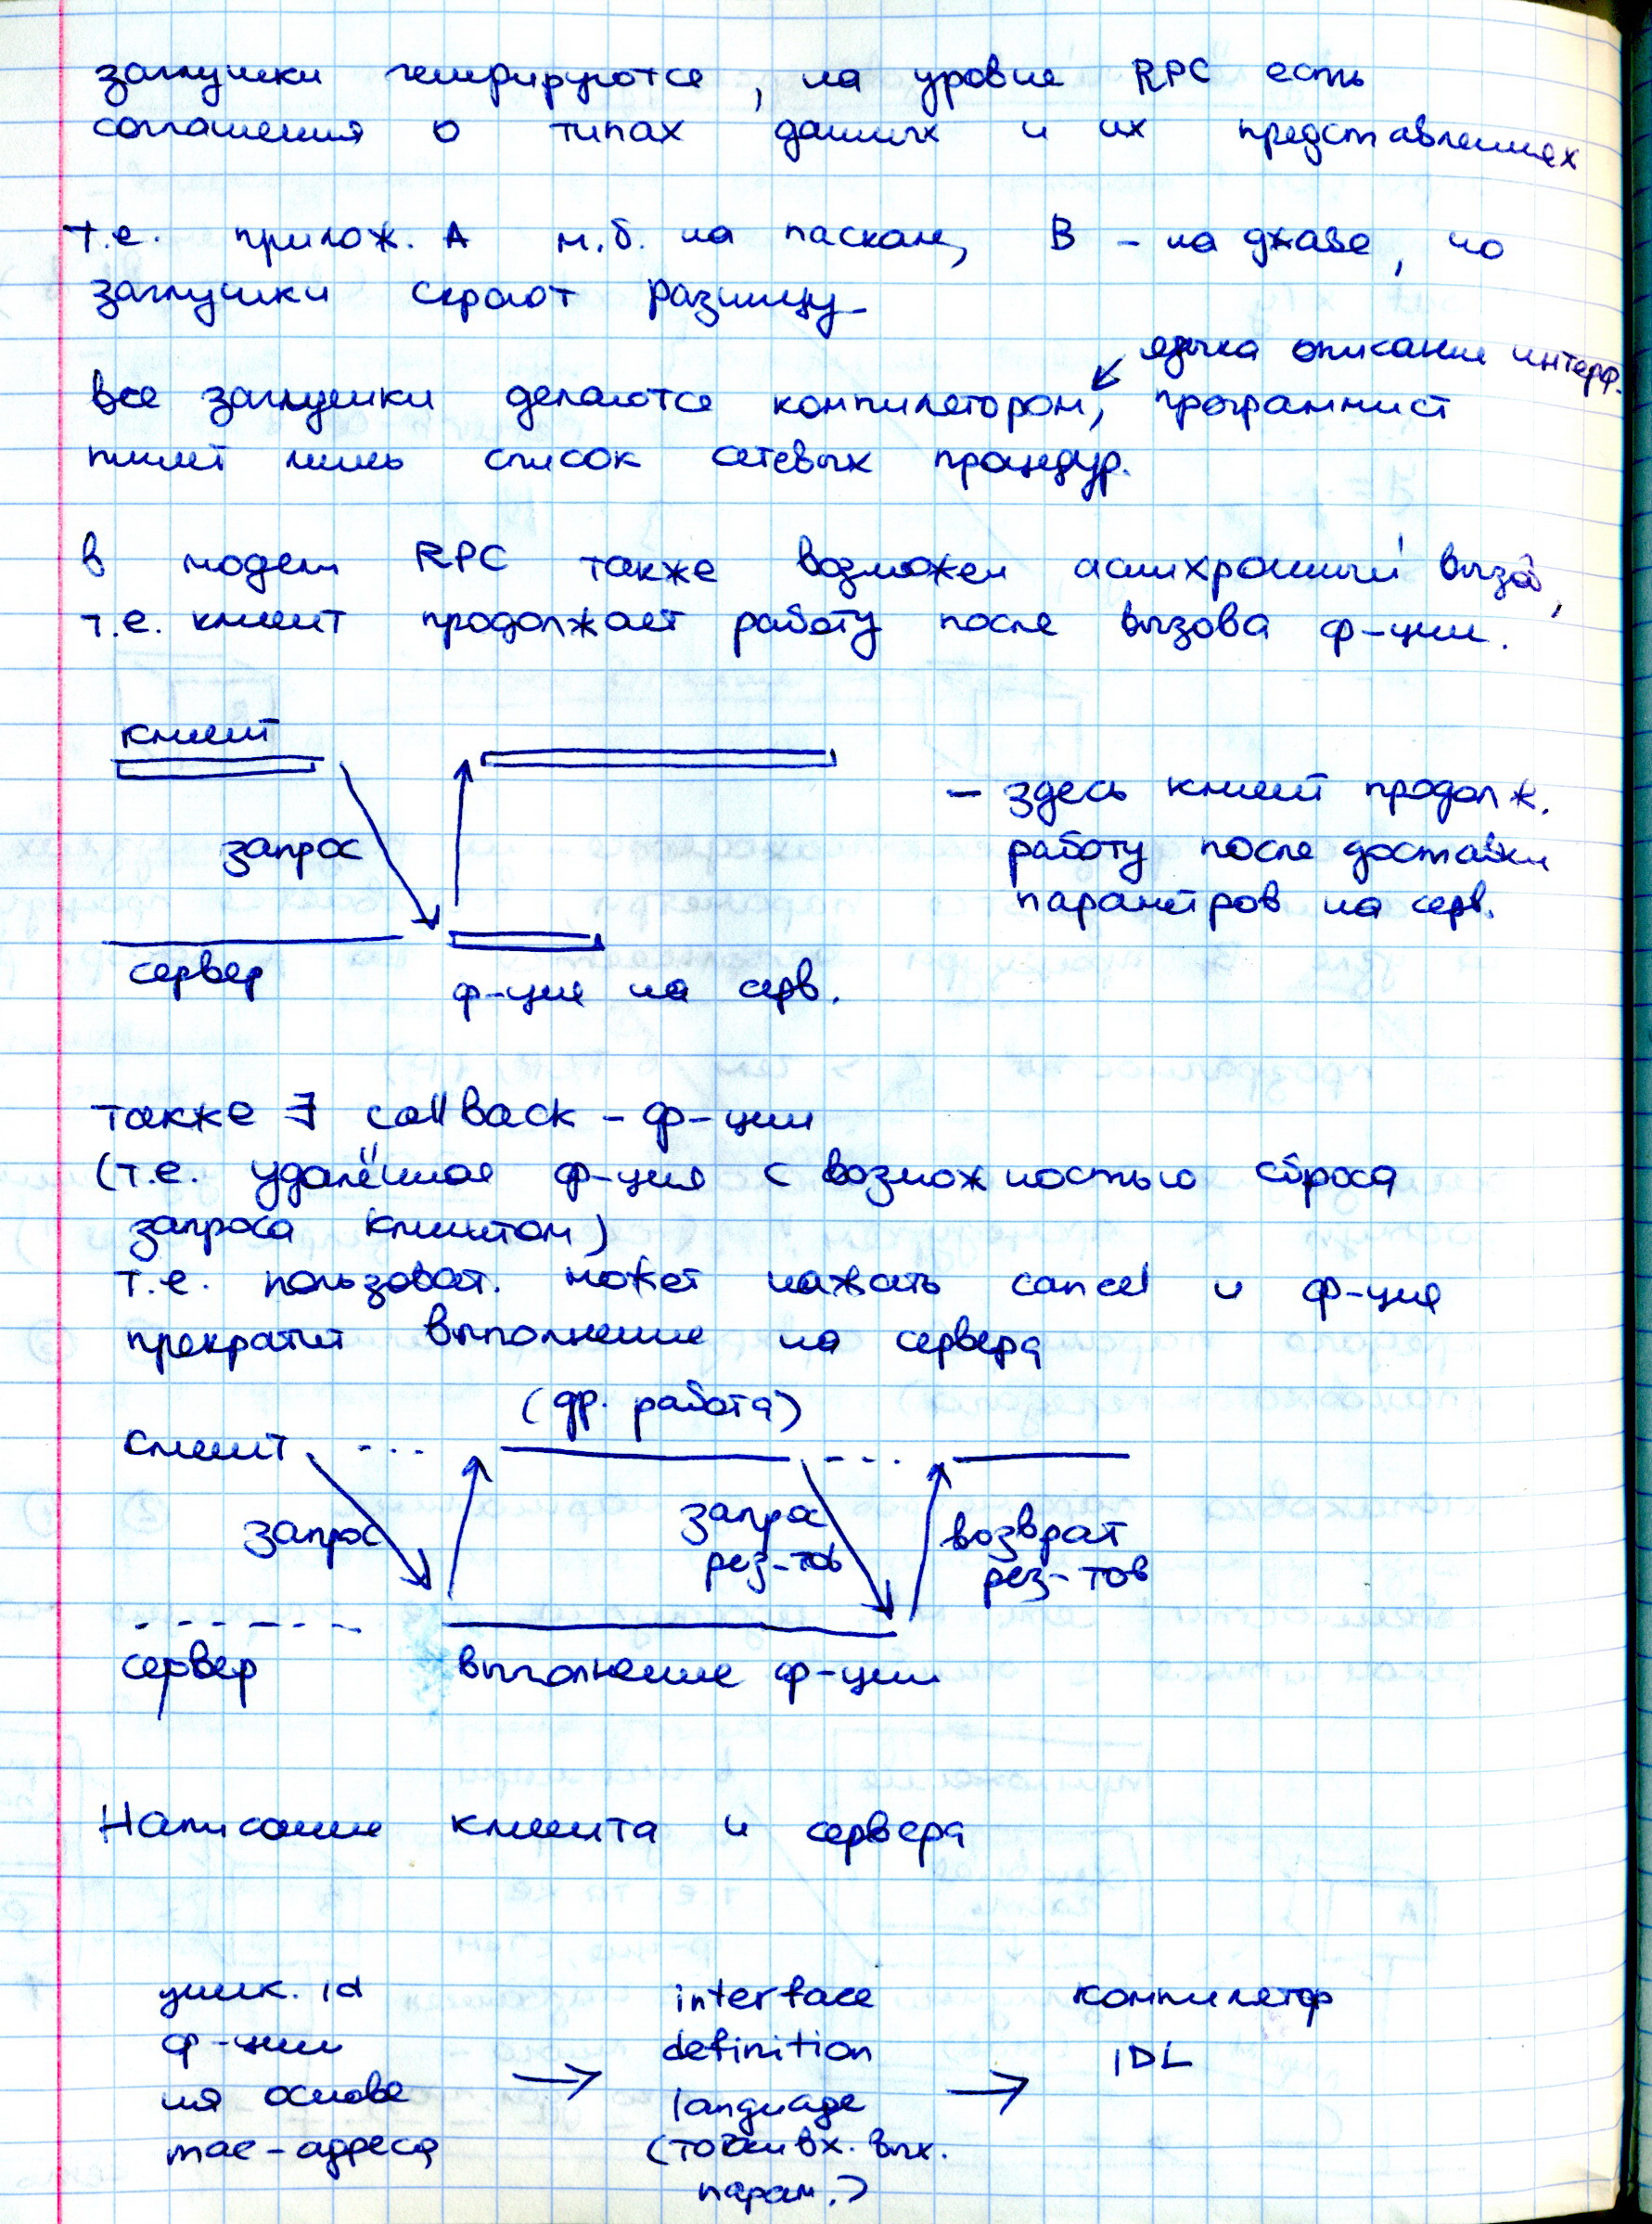 заглушки генерируются, на уровне RPC есть
соглашения о типах данных и их представлениях
т.е. прилож. А м.б. на паскале, В – на джаве, но
заглушки скроют разницу
языка описания интерф.
все заглушки делаются компилятором, программист
пишет лишь список сетевых процедур.
в модели RPC также возможен асинхронный вызов,
т.е. клиент продолжает работу после вызова ф-ции.
клиент
запрос
сервер
ф-ция на серв.
– здесь клиент продолж.
работу после доставки
параметров на серв.
также ∃ callback – ф-ции
(т.е. удалённая ф-ция с возможностью сброса
запроса клиентом)
т.е. пользоват. может нажать cancel и ф-ция
прекратит выполнение на сервера
(др. работа)
клиент
запрос
запрос
рез-тов
возврат
рез-тов
сервер
выполнение ф-ции
Написание клиента и сервера
уник. id
ф-ции
на основе
mac-адреса
→
interface
definition
language
(точки вх. вых.
парам.)
→
компилятор
IDL